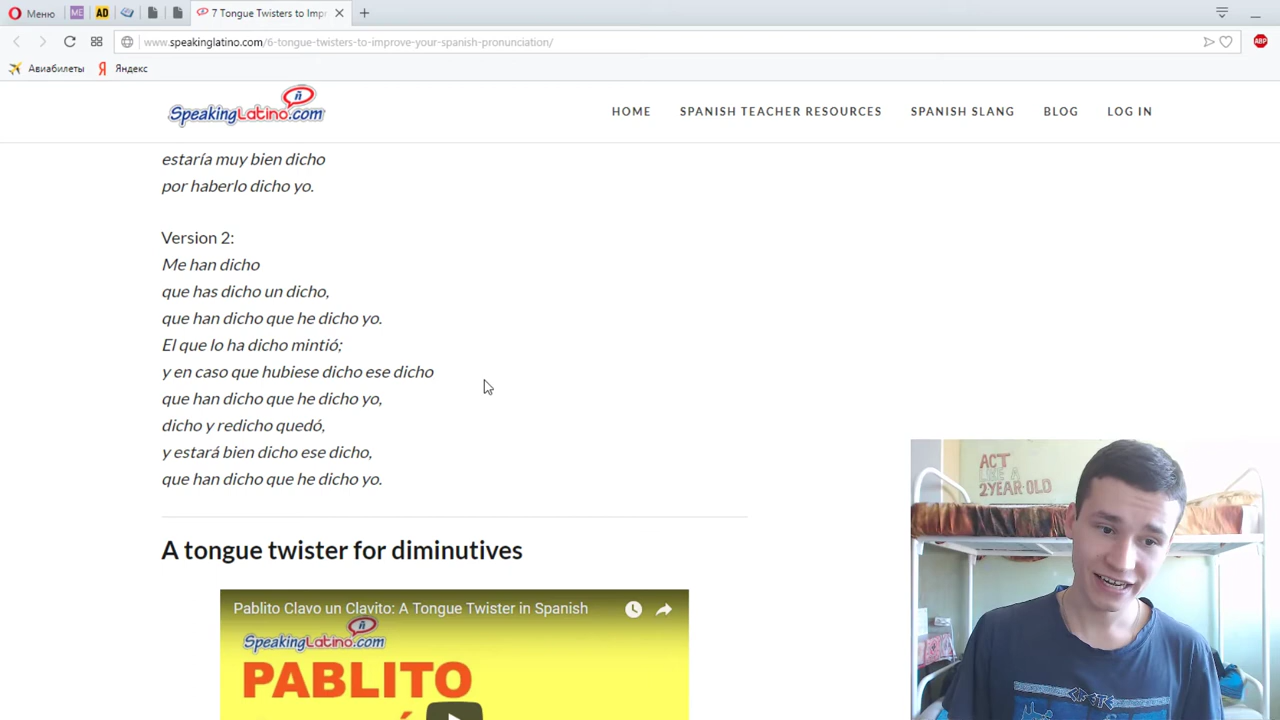 Меню
ME
AD
7 Tongue Twisters to Impr
www.speakinglatino.com/6-tongue-twisters-to-improve-your-spanish-pronunciation/
ABP
Авиабилеты
Я Яндекс
ñ
SpeakingLatino.com
HOME
SPANISH TEACHER RESOURCES
SPANISH SLANG
BLOG
LOG IN
estaría muy bien dicho
por haberlo dicho yo.
Version 2:
Me han dicho
que has dicho un dicho,
que han dicho que he dicho yo.
El que lo ha dicho mintió;
y en caso que hubiese dicho ese dicho
que han dicho que he dicho yo,
dicho y redicho quedó,
y estará bien dicho ese dicho,
que han dicho que he dicho yo.
A tongue twister for diminutives
Pablito Clavo un Clavito: A Tongue Twister in Spanish
ñ
SpeakingLatino.com
PABLITO
ACT
LIKE A
2YEAR OLD